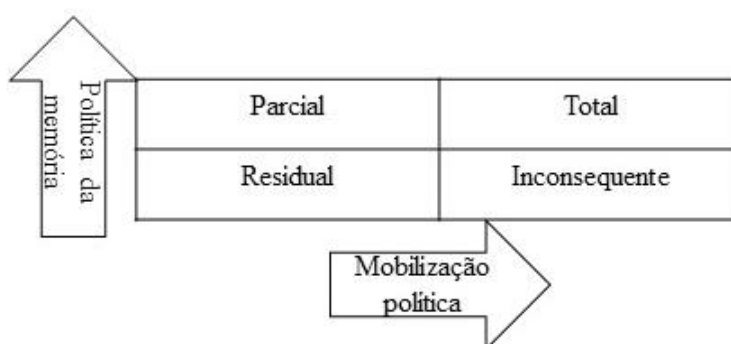 Política da
memória
Parcial
Total
Residual
Inconsequente
Mobilização
política